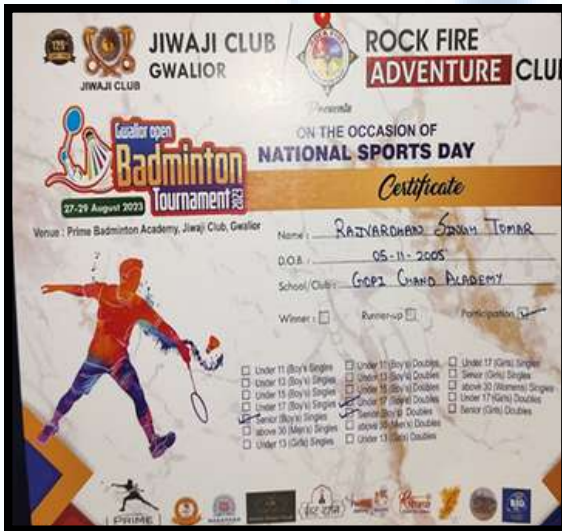 JIWAJI CLUB
GWALIOR
JIWAJI CLUB
ROCK FIRE
ADVENTURE CLU
Presents
ON THE OCCASION OF
NATIONAL SPORTS DAY
Gwalior open
Badminton
Tournament 2023
27-29 August 2023
Venue : Prime Badminton Academy, Jiwaji Club, Gwalior
Certificate
Name : RAJVARDHAN SINGH TOMAR
D.O.B : 05-11-2005
School/Club : GOPI CHAND ACADEMY
Winner : Runner-up Participation
Under 11 (Boy's) Singles
Under 13 (Boy's) Singles
Under 15 (Boy's) Singles
Under 17 (Boy's) Singles
Senior (Boy's) Singles
above 30 (Men's) Singles
Under 13 (Girls) Singles
Under 11 (Boy's) Doubles
Under 13 (Boy's) Doubles
Under 15 (Boy's) Doubles
Under 17 (Boy's) Doubles
Senior (Boy's) Doubles
above 30 (Men's) Doubles
Under 13 (Girls) Doubles
Under 17 (Girls) Singles
Senior (Girls) Singles
above 30 (Womens) Singles
Under 17 (Girls) Doubles
Senior (Girls) Doubles
PRIME
BIG